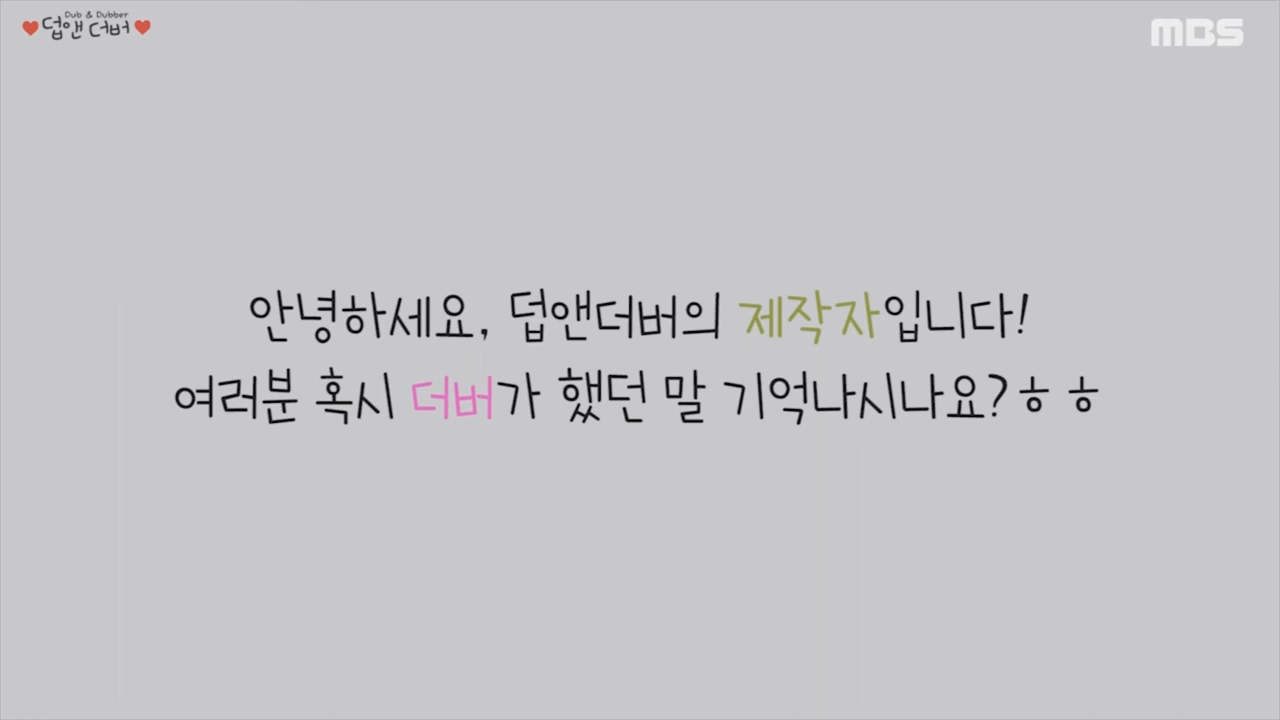 Dub & Dubber
덥앤 더버
MBS
안녕하세요, 덥앤더버의 제작자입니다!
여러분 혹시 더버가 했던 말 기억나시나요?ㅎㅎ